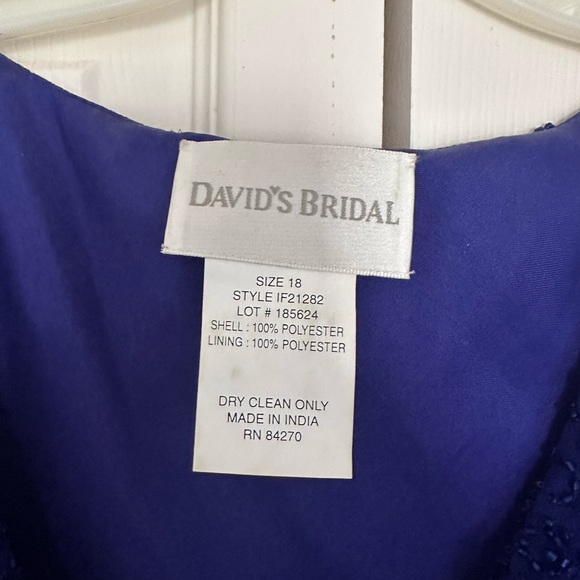 DAVID'S BRIDAL
SIZE 18
STYLE IF21282
LOT # 185624
SHELL : 100% POLYESTER
LINING : 100% POLYESTER
DRY CLEAN ONLY
MADE IN INDIA
RN 84270